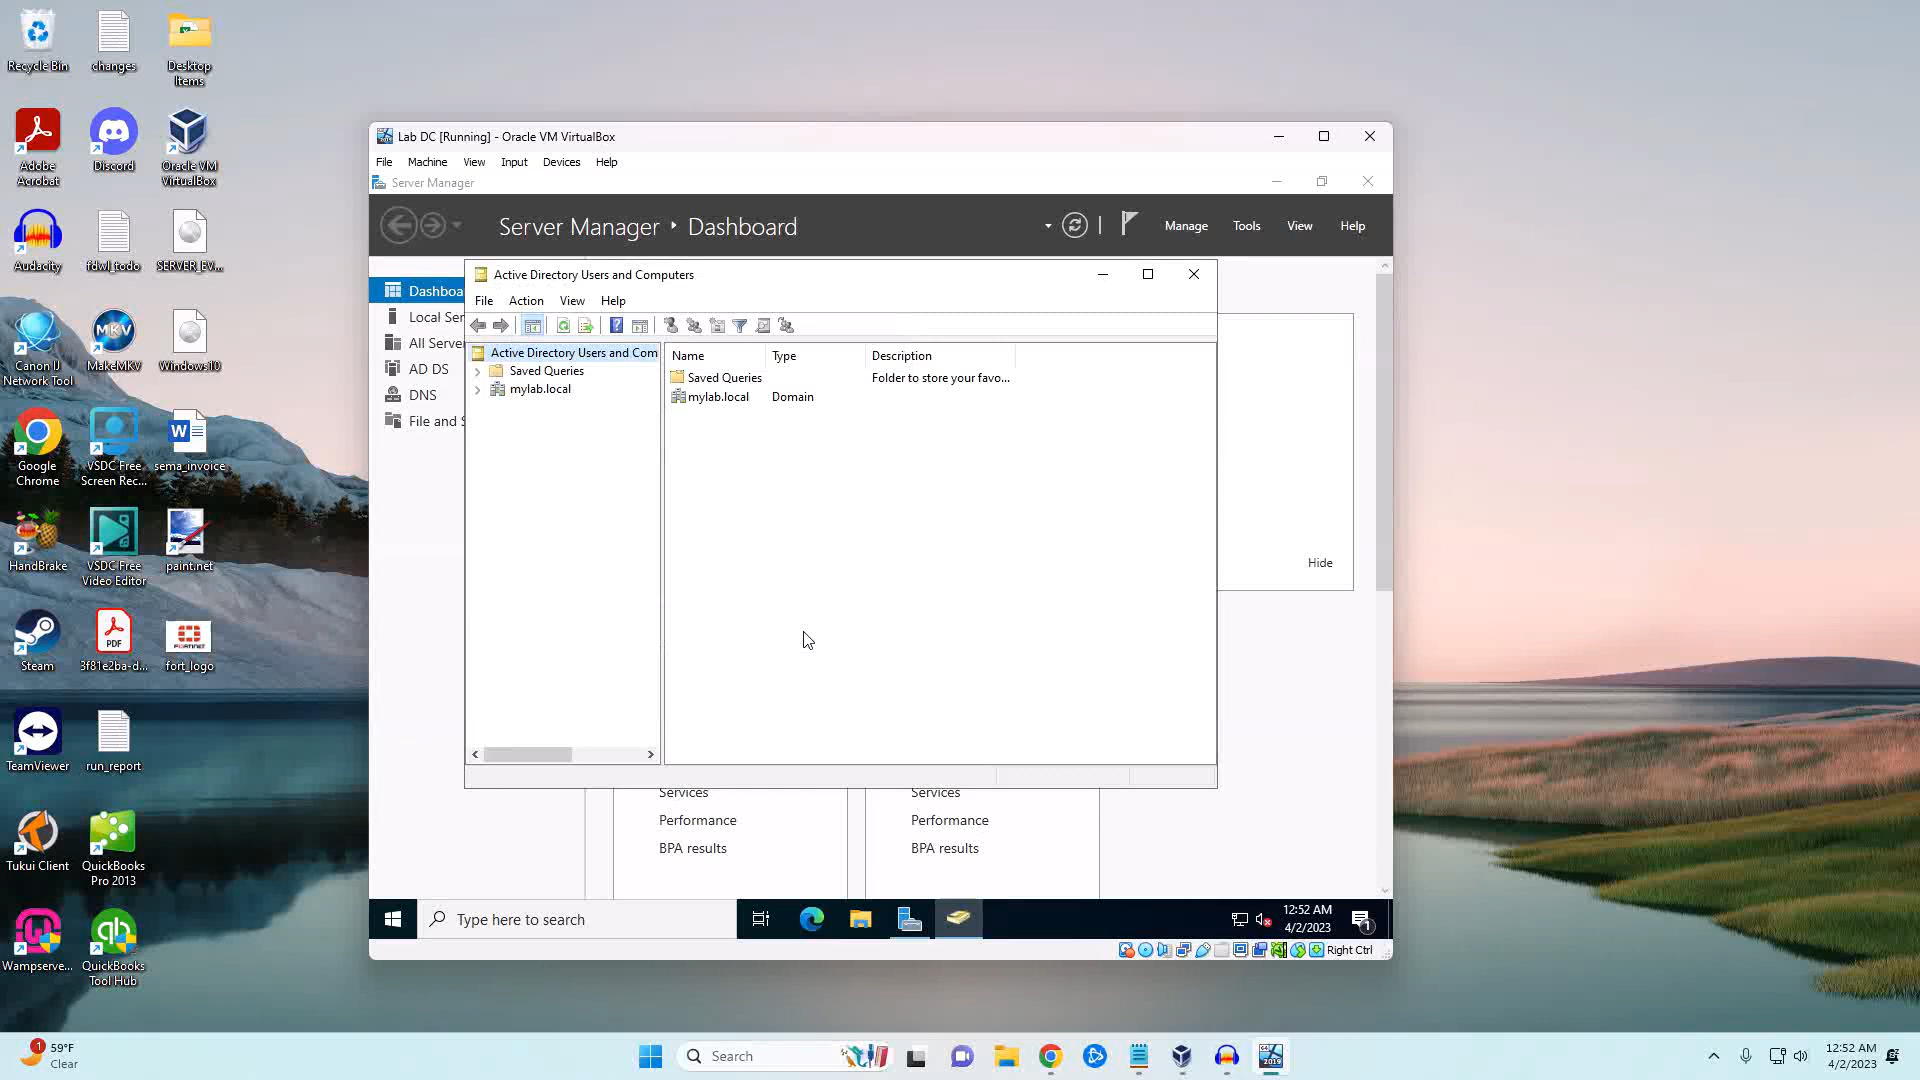 Recycle Bin
changes
Desktop
Items
Adobe
Acrobat
Discord
Oracle VM
VirtualBox
Audacity
fdwl_todo
SERVER_EV...
Canon IJ
Network Tool
MakeMKV
Windows10
Google
Chrome
VSDC Free
Screen Rec...
sema_invoice
HandBrake
VSDC Free
Video Editor
paint.net
Steam
PDF
3f81e2ba-d...
FORTINET
fort_logo
TeamViewer
run_report
Tukui Client
QuickBooks
Pro 2013
Wampserve...
QuickBooks
Tool Hub
Lab DC [Running] - Oracle VM VirtualBox
File Machine View Input Devices Help
Server Manager
Server Manager Dashboard
Manage Tools View Help
Dashboa
Local Ser
All Serve
AD DS
DNS
File and S
Active Directory Users and Computers
File Action View Help
Active Directory Users and Com
Saved Queries
mylab.local
Name Type Description
Saved Queries Folder to store your favo...
mylab.local Domain
Hide
Services
Performance
BPA results
Services
Performance
BPA results
Type here to search
12:52 AM
4/2/2023
1
Right Ctrl
1
59°F
Clear
Search
12:52 AM
4/2/2023